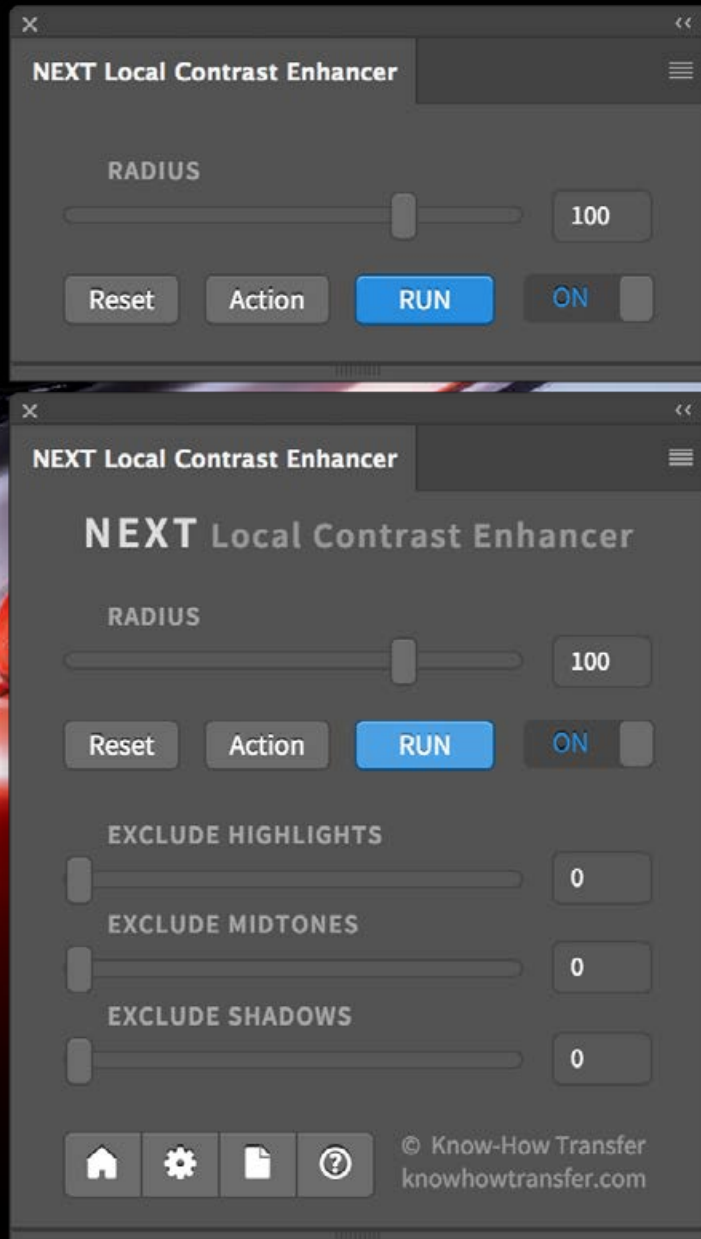 NEXT Local Contrast Enhancer
RADIUS
100
Reset Action RUN ON
NEXT Local Contrast Enhancer
NEXT Local Contrast Enhancer
RADIUS
100
Reset Action RUN ON
EXCLUDE HIGHLIGHTS
0
EXCLUDE MIDTONES
0
EXCLUDE SHADOWS
0
© Know-How Transfer
knowhowtransfer.com